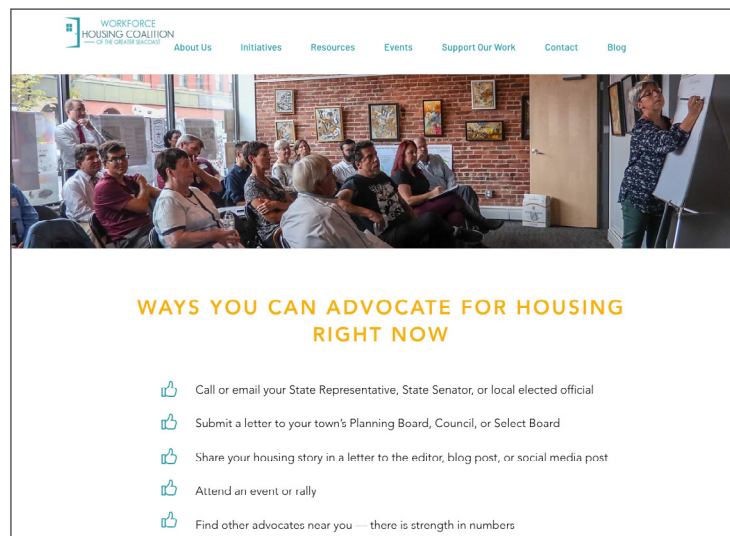 WORKFORCE
HOUSING COALITION
OF THE GREATER SEACOAST
About Us
Initiatives
Resources
Events
Support Our Work
Contact
Blog
WAYS YOU CAN ADVOCATE FOR HOUSING
RIGHT NOW
Call or email your State Representative, State Senator, or local elected official
Submit a letter to your town’s Planning Board, Council, or Select Board
Share your housing story in a letter to the editor, blog post, or social media post
Attend an event or rally
Find other advocates near you — there is strength in numbers